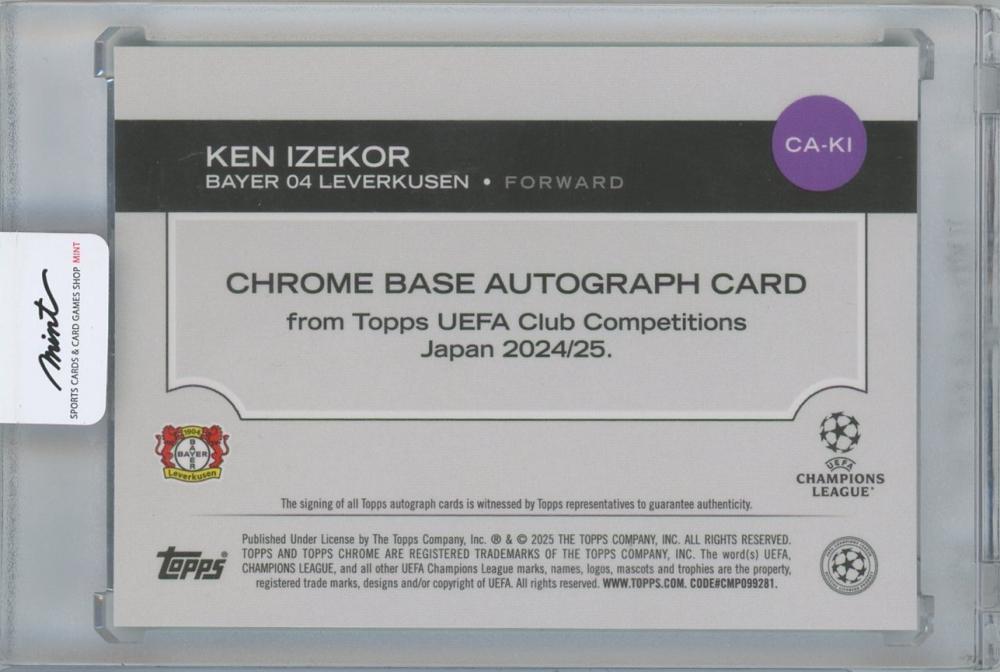 KEN IZEKOR
BAYER 04 LEVERKUSEN • FORWARD
CA-KI
CHROME BASE AUTOGRAPH CARD
from Topps UEFA Club Competitions
Japan 2024/25.
mint
SPORTS CARDS & CARD GAMES SHOP MINT
1904
BAYER
BAYER
Leverkusen
UEFA
CHAMPIONS
LEAGUE®
The signing of all Topps autograph cards is witnessed by Topps representatives to guarantee authenticity.
Topps®
Published Under License by The Topps Company, Inc. ® & © 2025 THE TOPPS COMPANY, INC. ALL RIGHTS RESERVED.
TOPPS AND TOPPS CHROME ARE REGISTERED TRADEMARKS OF THE TOPPS COMPANY, INC. The word(s) UEFA,
CHAMPIONS LEAGUE, and all other UEFA Champions League marks, names, logos, mascots and trophies are the property,
registered trade marks, designs and/or copyright of UEFA. All rights reserved. WWW.TOPPS.COM. CODE#CMP099281.